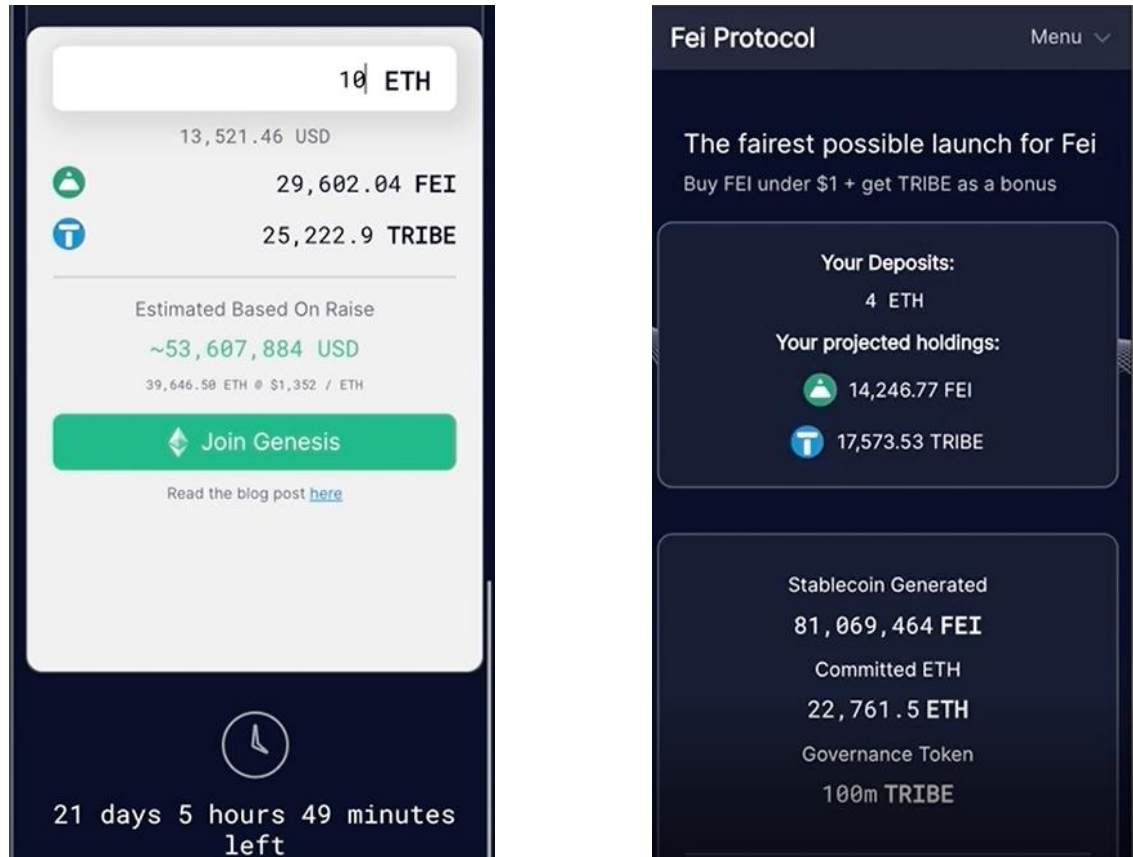 10 ETH
13,521.46 USD
29,602.04 FEI
25,222.9 TRIBE
Estimated Based On Raise
~53,607,884 USD
39,646.50 ETH @ $1,352 / ETH
Join Genesis
Read the blog post here
21 days 5 hours 49 minutes
left
Fei Protocol
Menu
The fairest possible launch for Fei
Buy FEI under $1 + get TRIBE as a bonus
Your Deposits:
4 ETH
Your projected holdings:
14,246.77 FEI
17,573.53 TRIBE
Stablecoin Generated
81,069,464 FEI
Committed ETH
22,761.5 ETH
Governance Token
100m TRIBE